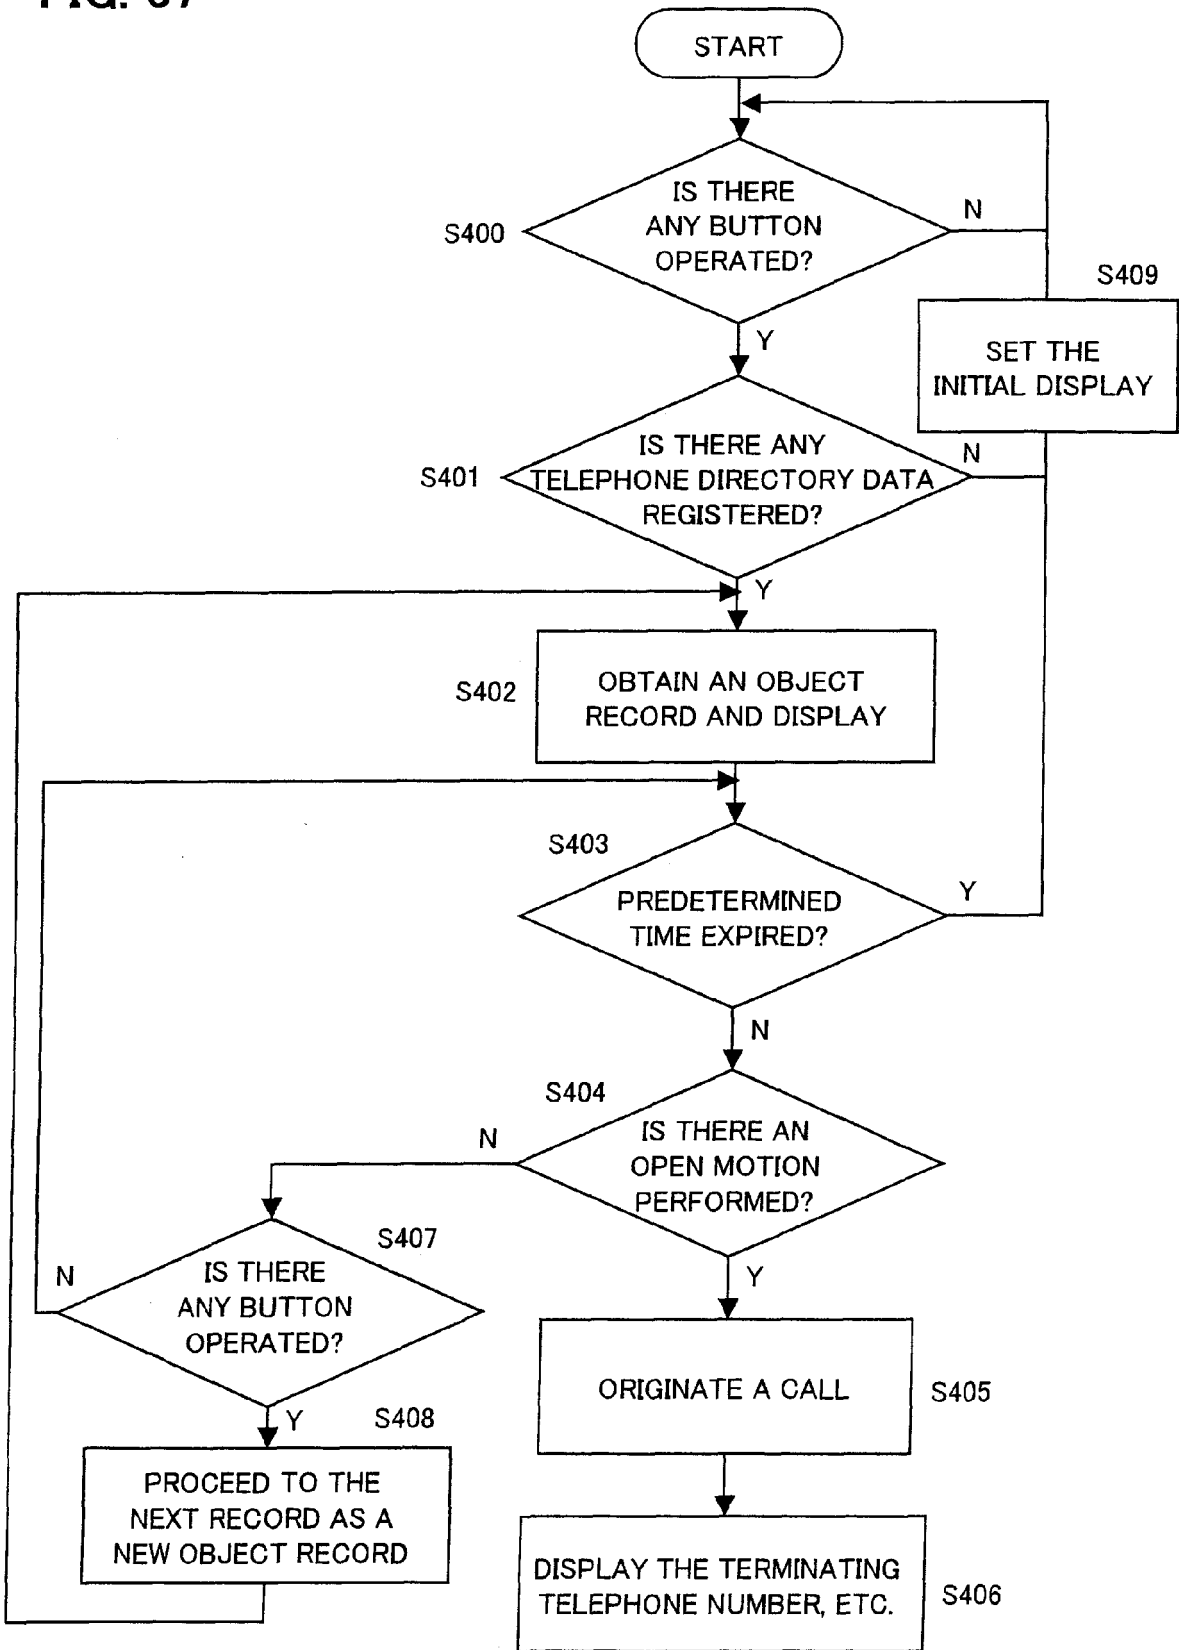 START
IS THERE
ANY BUTTON
OPERATED?
S400
N
Y
S409
SET THE
INITIAL DISPLAY
IS THERE ANY
TELEPHONE DIRECTORY DATA
REGISTERED?
S401
N
Y
S402
OBTAIN AN OBJECT
RECORD AND DISPLAY
S403
PREDETERMINED
TIME EXPIRED?
Y
N
S404
IS THERE AN
OPEN MOTION
PERFORMED?
N
Y
S407
IS THERE
ANY BUTTON
OPERATED?
N
Y
S408
PROCEED TO THE
NEXT RECORD AS A
NEW OBJECT RECORD
ORIGINATE A CALL
S405
DISPLAY THE TERMINATING
TELEPHONE NUMBER, ETC.
S406